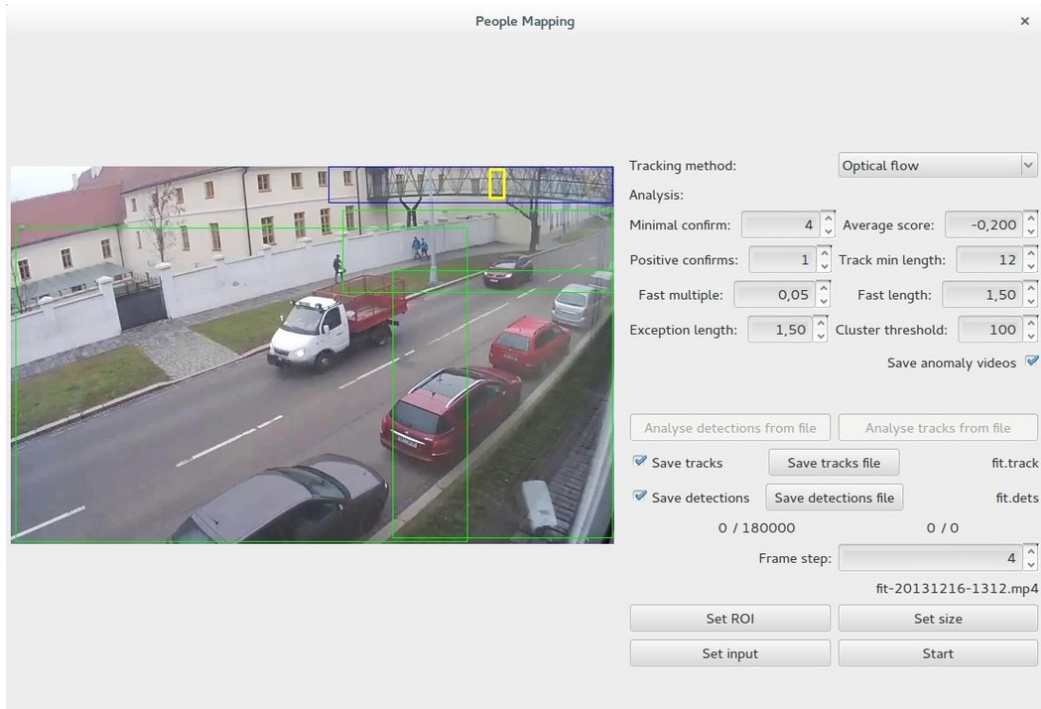 People Mapping ×
Tracking method: Optical flow
Analysis:
Minimal confirm: 4 Average score: -0,200
Positive confirms: 1 Track min length: 12
Fast multiple: 0,05 Fast length: 1,50
Exception length: 1,50 Cluster threshold: 100
Save anomaly videos
Analyse detections from file Analyse tracks from file
Save tracks Save tracks file fit.track
Save detections Save detections file fit.dets
0 / 180000 0 / 0
Frame step: 4
fit-20131216-1312.mp4
Set ROI Set size
Set input Start